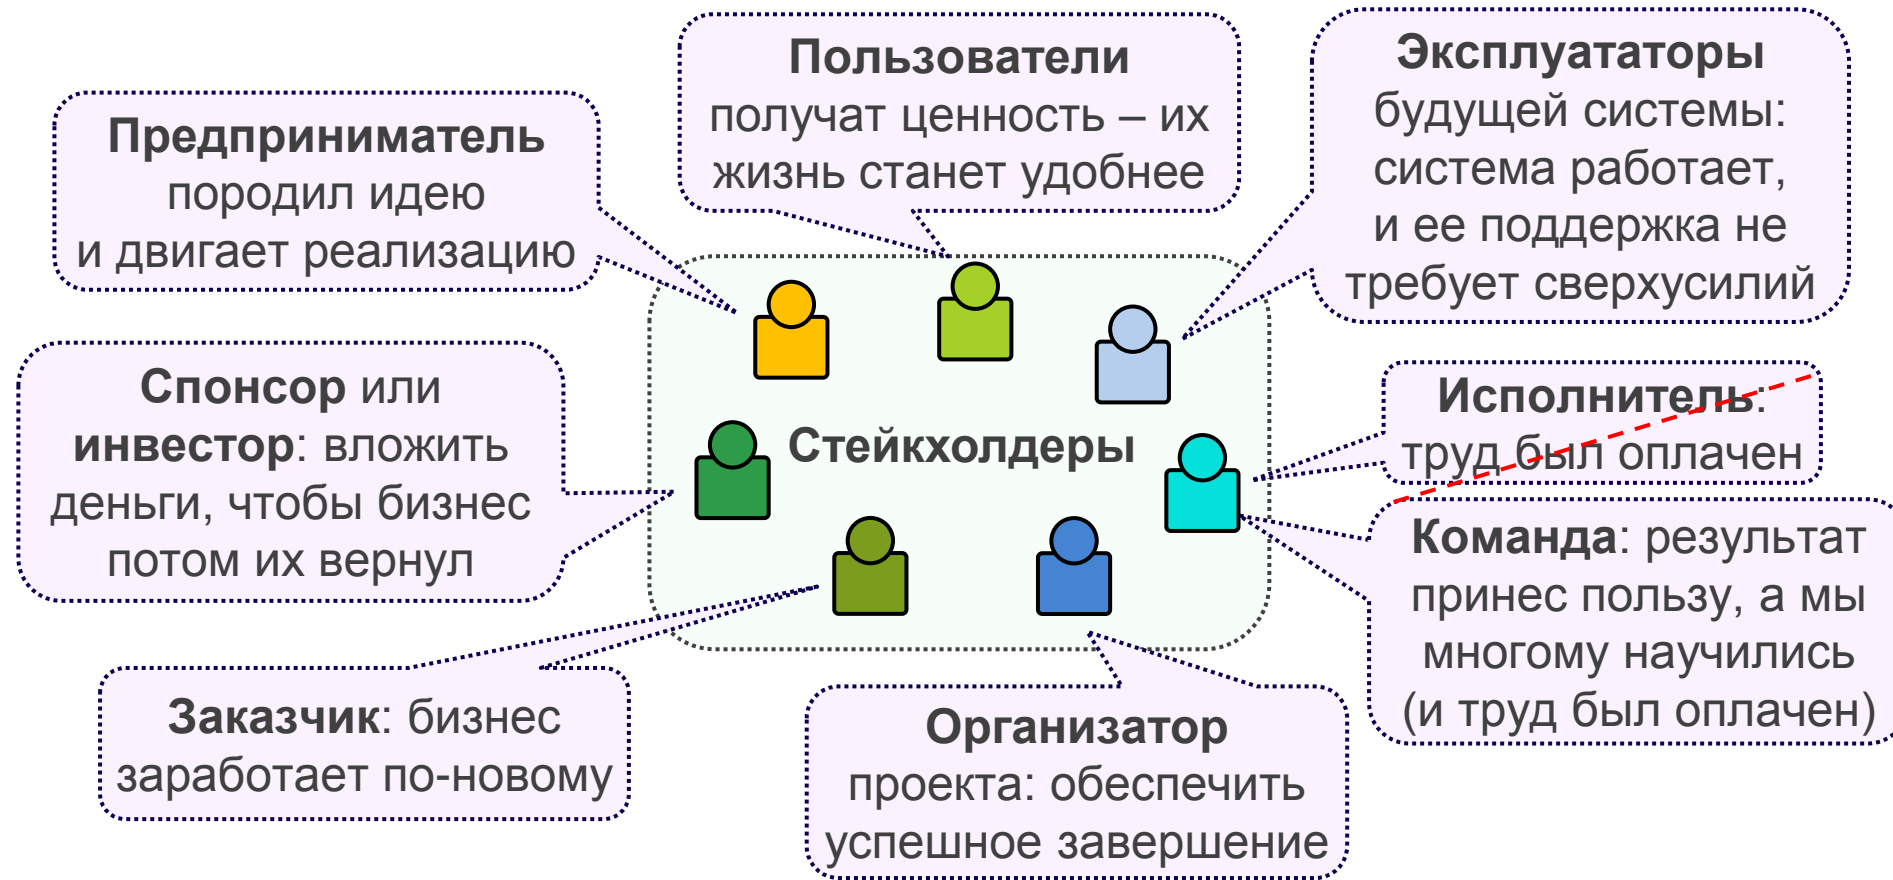 Предприниматель
породил идею
и двигает реализацию
Пользователи
получат ценность – их
жизнь станет удобнее
Эксплуататоры
будущей системы:
система работает,
и ее поддержка не
требует сверхусилий
Спонсор или
инвестор: вложить
деньги, чтобы бизнес
потом их вернул
Стейкхолдеры
Исполнитель:
труд был оплачен
Команда: результат
принес пользу, а мы
многому научились
(и труд был оплачен)
Заказчик: бизнес
заработает по-новому
Организатор
проекта: обеспечить
успешное завершение